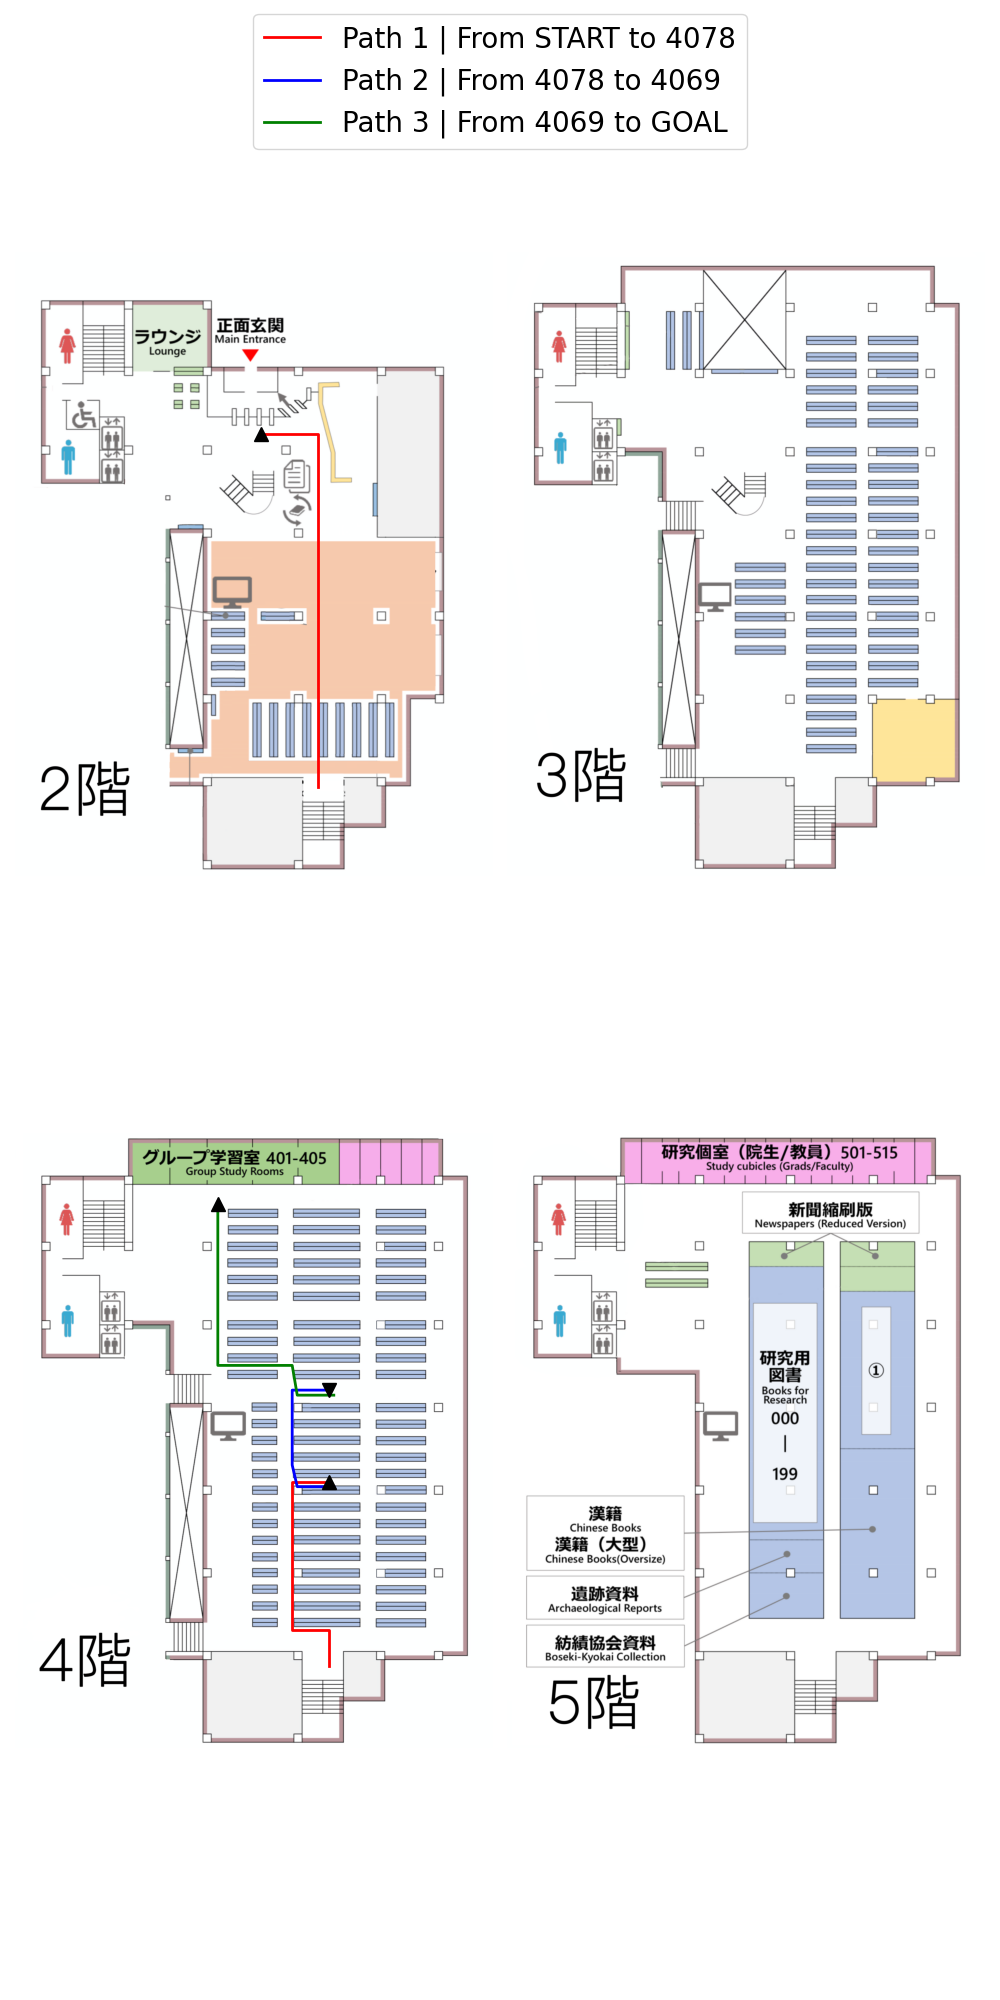 Path 1 | From START to 4078
Path 2 | From 4078 to 4069
Path 3 | From 4069 to GOAL
ラウンジ
Lounge
正面玄関
Main Entrance
2階
3階
グループ学習室 401-405
Group Study Rooms
4階
研究個室（院生/教員）501-515
Study cubicles (Grads/Faculty)
新聞縮刷版
Newspapers (Reduced Version)
研究用
図書
Books for
Research
000
|
199
①
漢籍
Chinese Books
漢籍（大型）
Chinese Books(Oversize)
遺跡資料
Archaeological Reports
紡績協会資料
Boseki-Kyokai Collection
5階